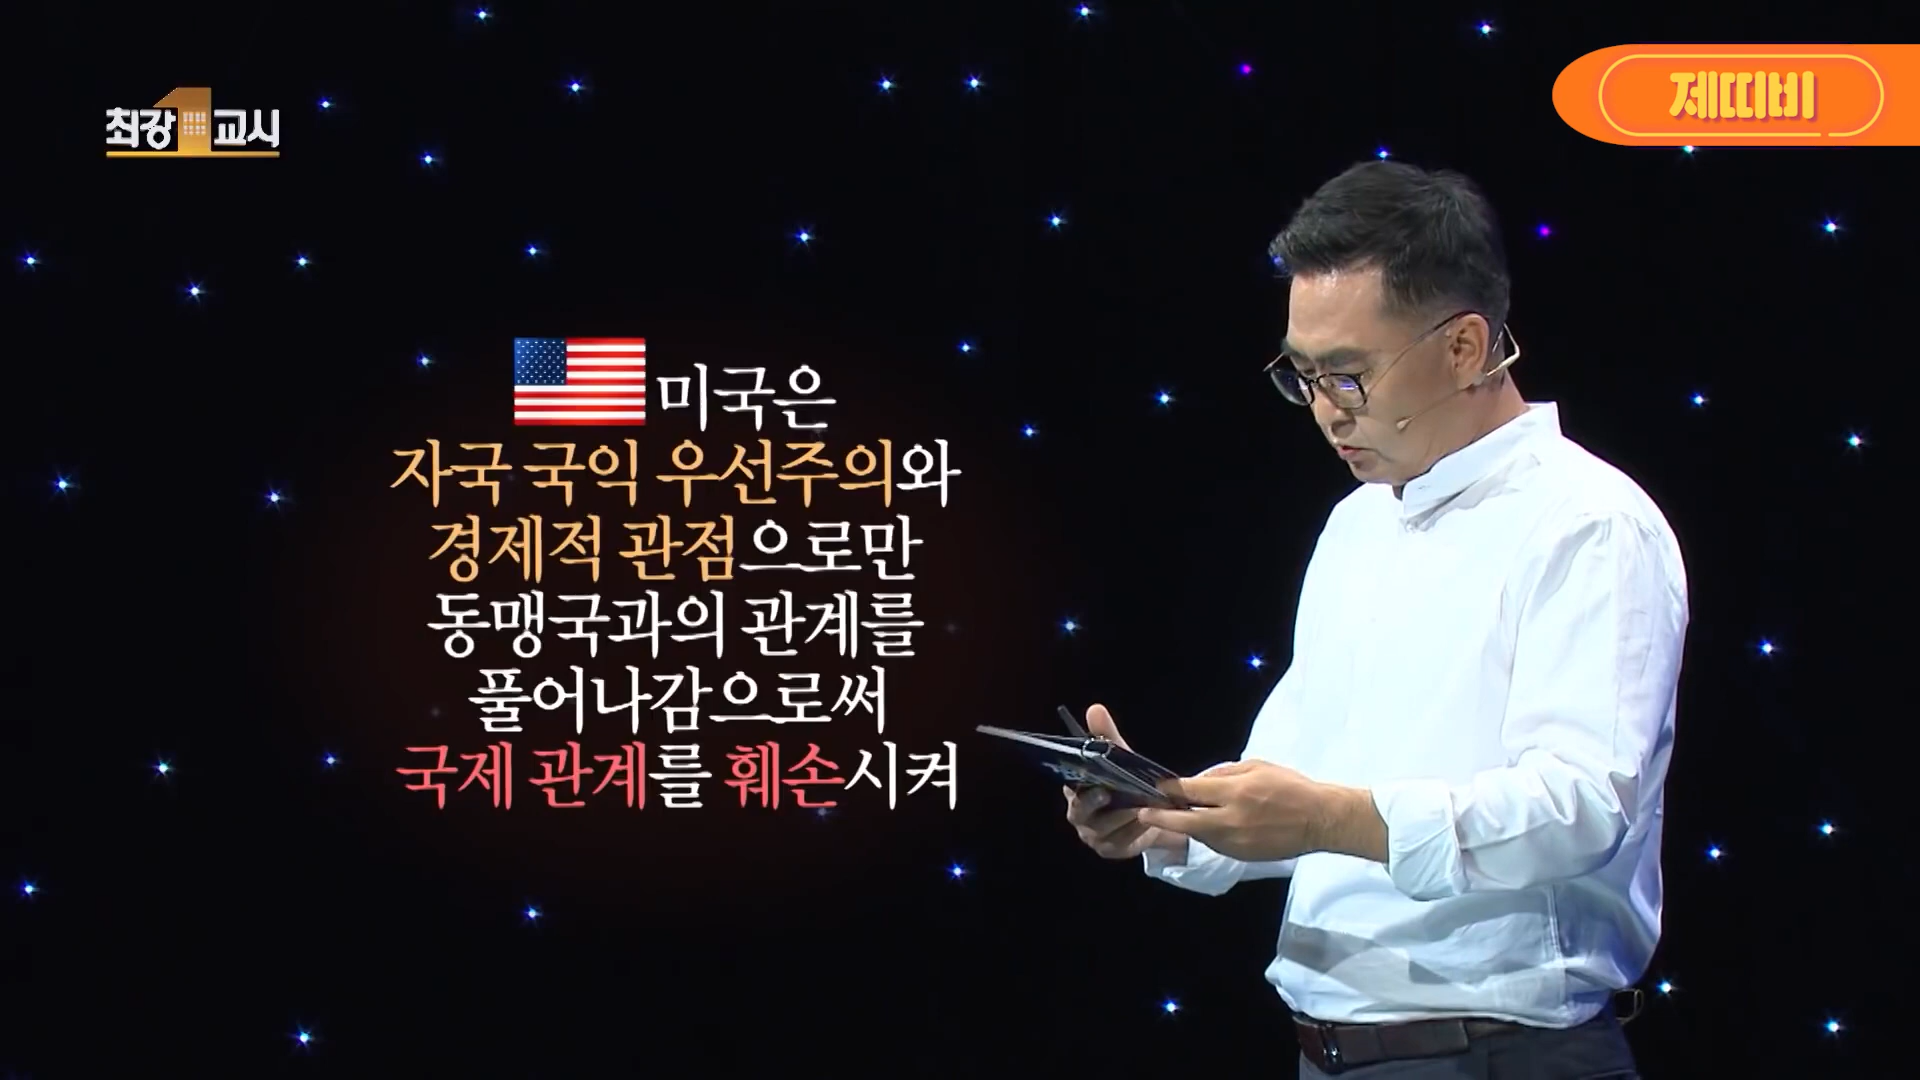 최강1교시
제띠비
미국은
자국 국익 우선주의와
경제적 관점으로만
동맹국과의 관계를
풀어나감으로써
국제 관계를 훼손시켜